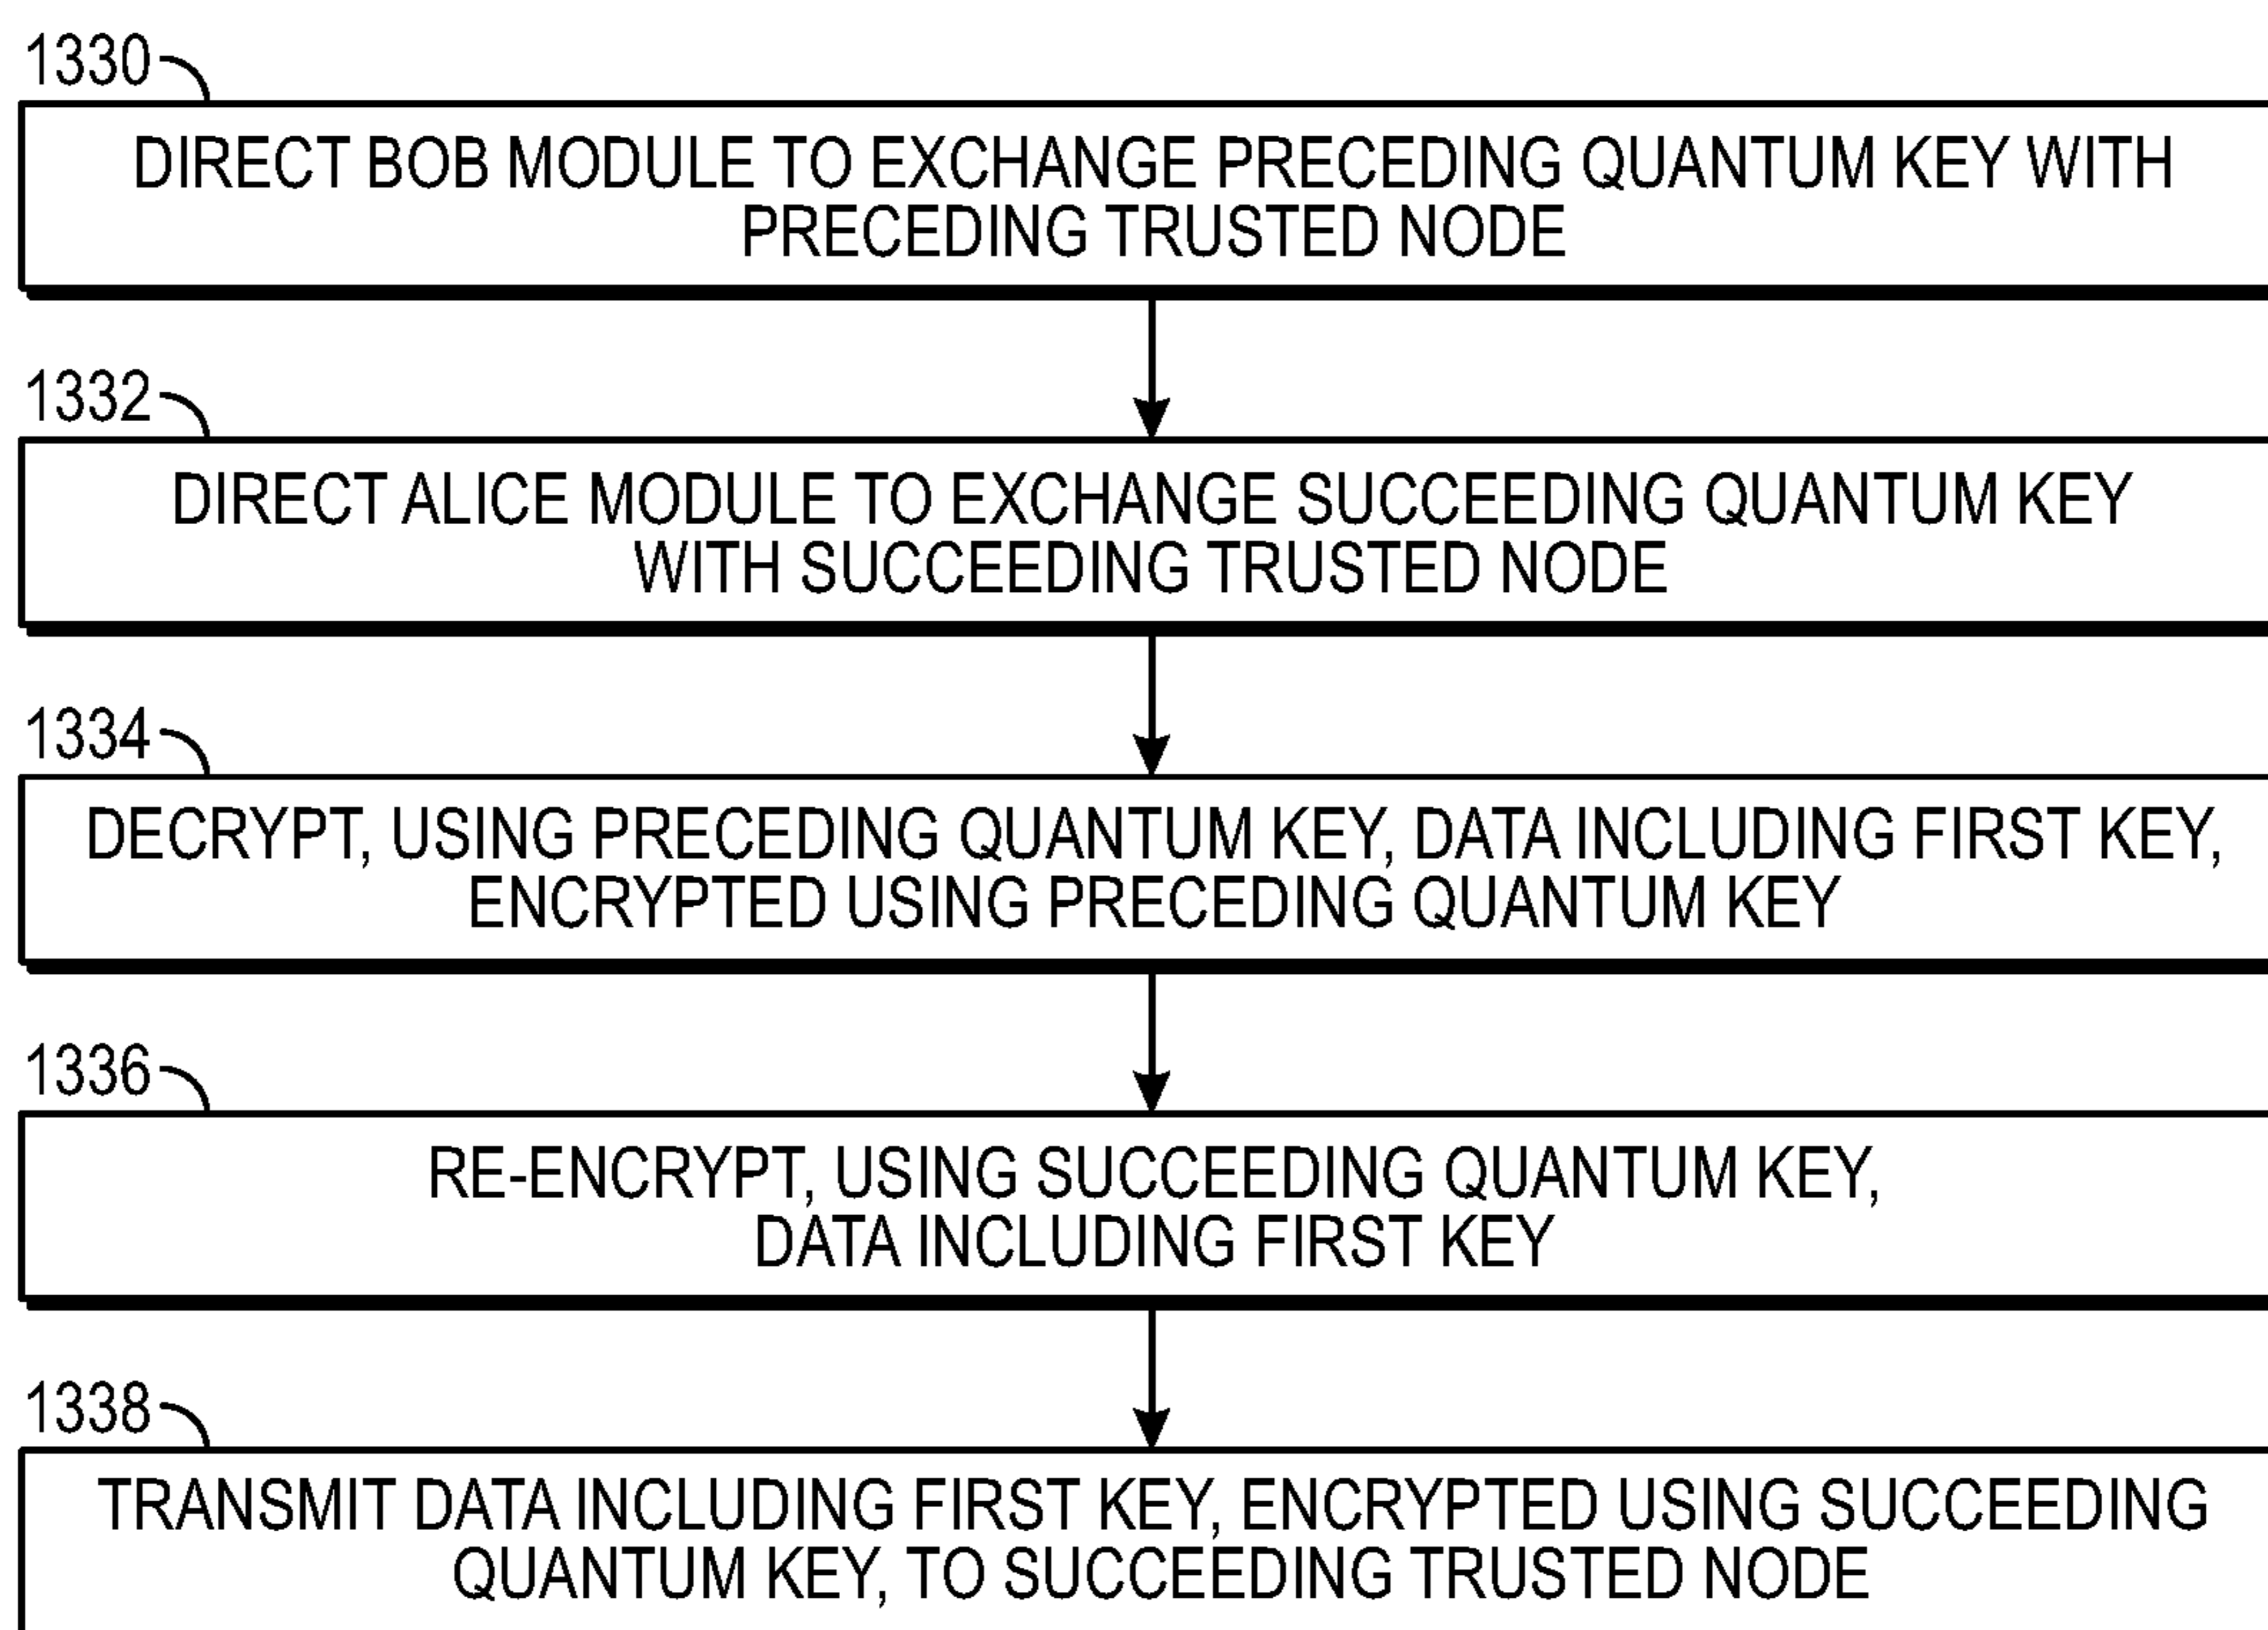 1330
DIRECT BOB MODULE TO EXCHANGE PRECEDING QUANTUM KEY WITH
PRECEDING TRUSTED NODE
1332
DIRECT ALICE MODULE TO EXCHANGE SUCCEEDING QUANTUM KEY
WITH SUCCEEDING TRUSTED NODE
1334
DECRYPT, USING PRECEDING QUANTUM KEY, DATA INCLUDING FIRST KEY,
ENCRYPTED USING PRECEDING QUANTUM KEY
1336
RE-ENCRYPT, USING SUCCEEDING QUANTUM KEY,
DATA INCLUDING FIRST KEY
1338
TRANSMIT DATA INCLUDING FIRST KEY, ENCRYPTED USING SUCCEEDING
QUANTUM KEY, TO SUCCEEDING TRUSTED NODE